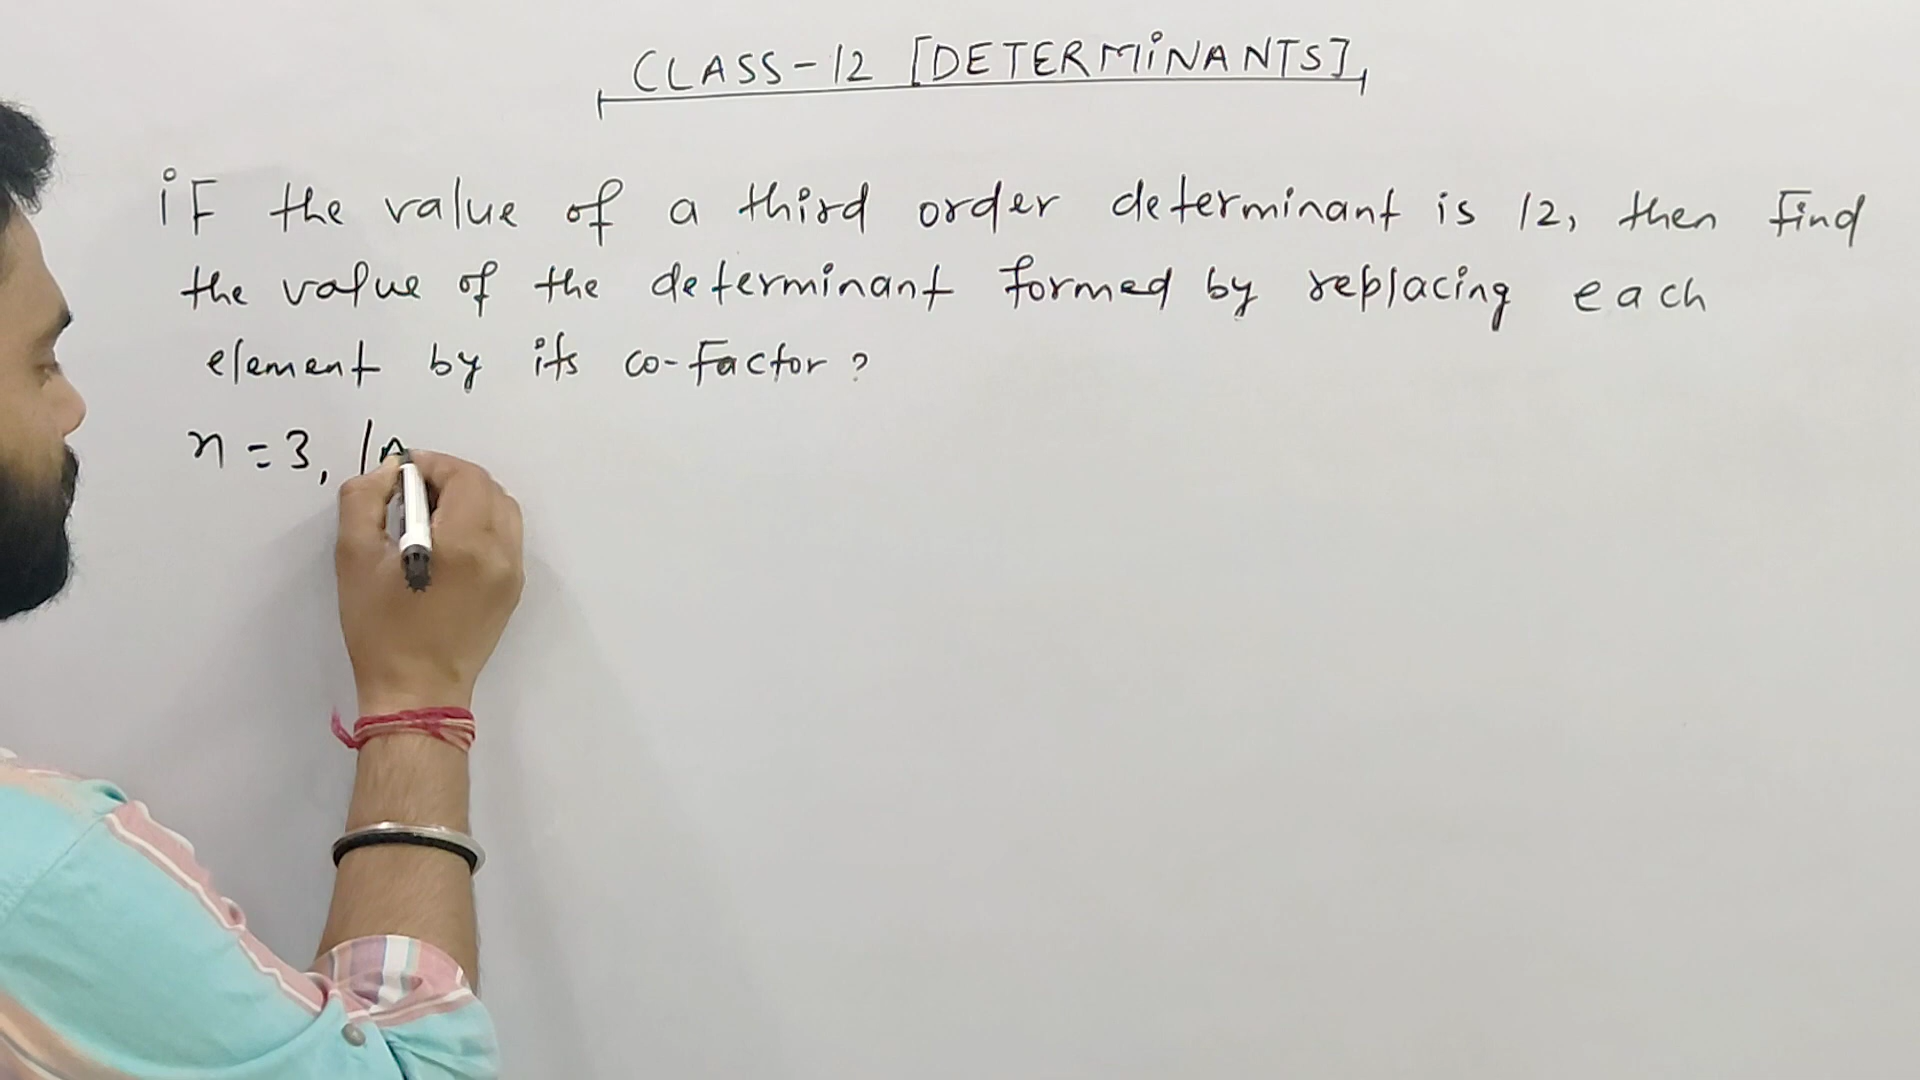 CLASS-12 [DETERMINANTS]
iF the value of a third order determinant is 12, then Find
the value of the determinant formed by replacing each
element by its co-Factor?
n=3, |A